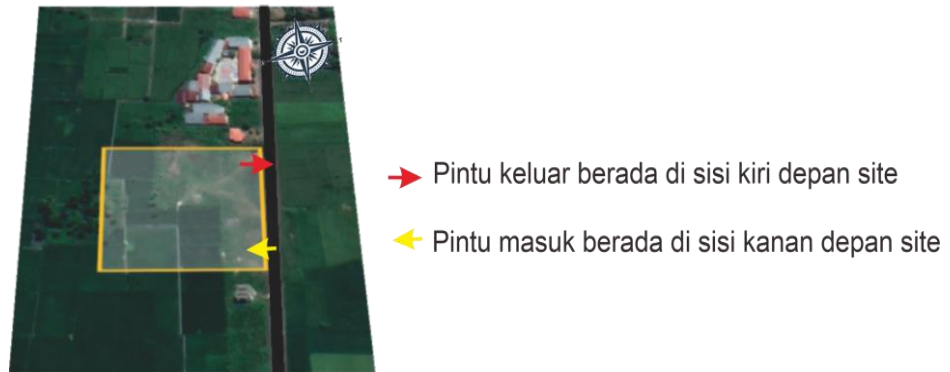 Pintu keluar berada di sisi kiri depan site
Pintu masuk berada di sisi kanan depan site